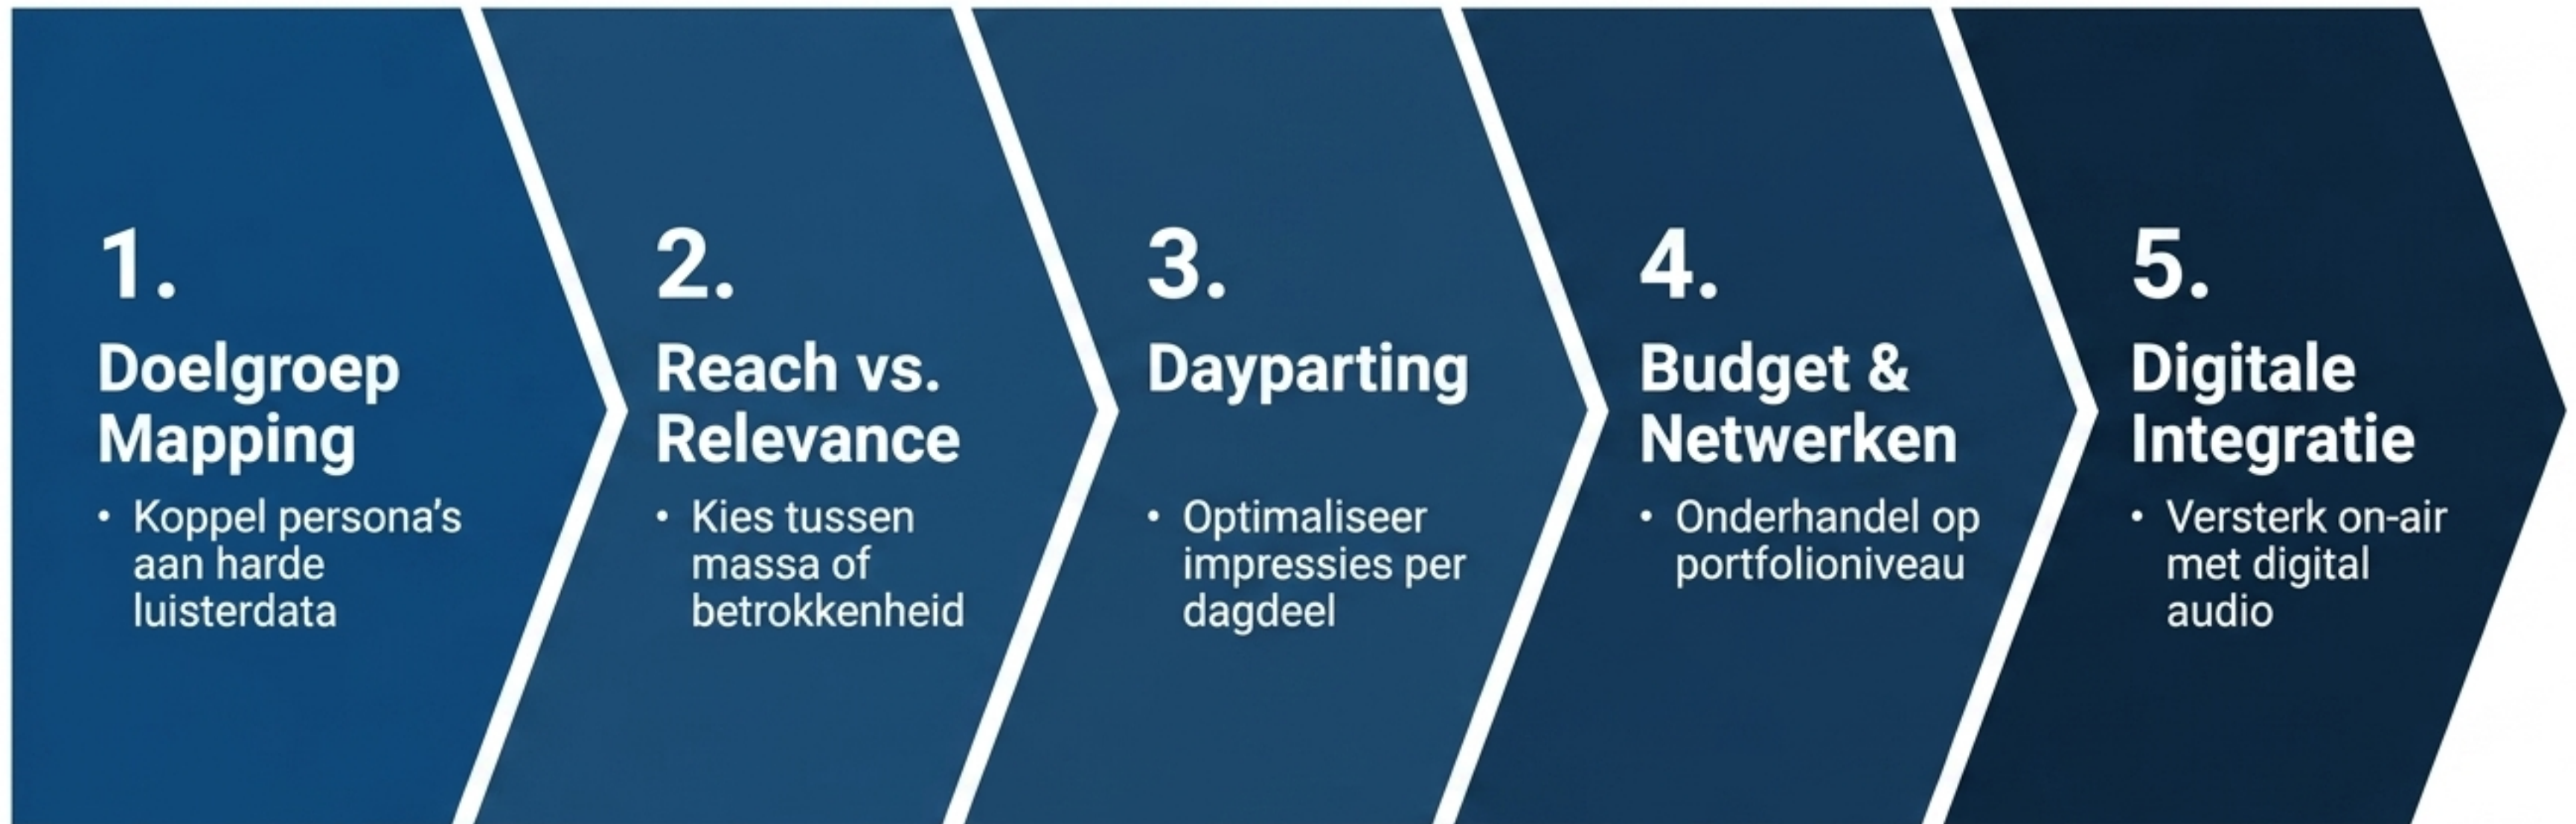 1.
Doelgroep
Mapping
• Koppel persona's
aan harde
luisterdata
2.
Reach vs.
Relevance
• Kies tussen
massa of
betrokkenheid
3.
Dayparting
• Optimaliseer
impressies per
dagdeel
4.
Budget &
Netwerken
• Onderhandel op
portfolioniveau
5.
Digitale
Integratie
• Versterk on-air
met digital
audio